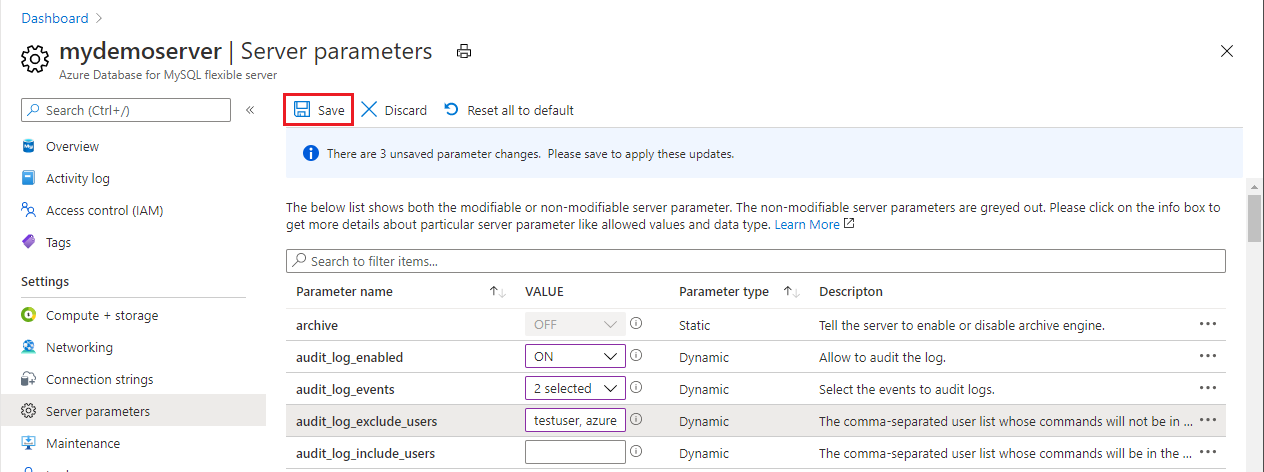 Dashboard
mydemoserver | Server parameters
Azure Database for MySQL flexible server
Search (Ctrl+/)
«
Save
Discard
Reset all to default
Overview
Activity log
Access control (IAM)
Tags
Settings
Compute + storage
Networking
Connection strings
Server parameters
Maintenance
There are 3 unsaved parameter changes. Please save to apply these updates.
The below list shows both the modifiable or non-modifiable server parameter. The non-modifiable server parameters are greyed out. Please click on the info box to
get more details about particular server parameter like allowed values and data type. Learn More
Search to filter items...
Parameter name VALUE Parameter type Descripton
archive OFF Static Tell the server to enable or disable archive engine. ...
audit_log_enabled ON Dynamic Allow to audit the log. ...
audit_log_events 2 selected Dynamic Select the events to audit logs. ...
audit_log_exclude_users testuser, azure Dynamic The comma-separated user list whose commands will not be in ... ...
audit_log_include_users Dynamic The comma-separated user list whose commands will be in the ... ...